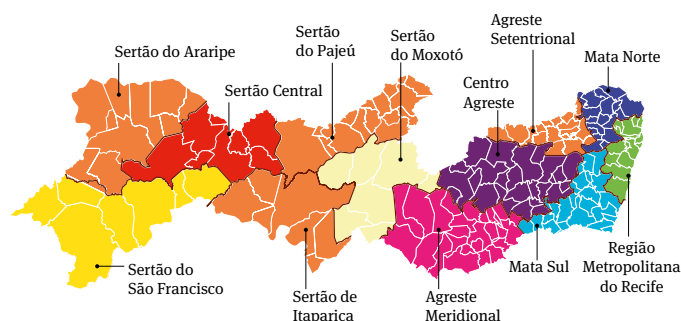 Sertão do Araripe
Sertão Central
Sertão
do Pajeú
Sertão
do Moxotó
Agreste
Setentrional
Centro
Agreste
Mata Norte
Sertão do
São Francisco
Sertão de
Itaparica
Agreste
Meridional
Mata Sul
Região
Metropolitana
do Recife